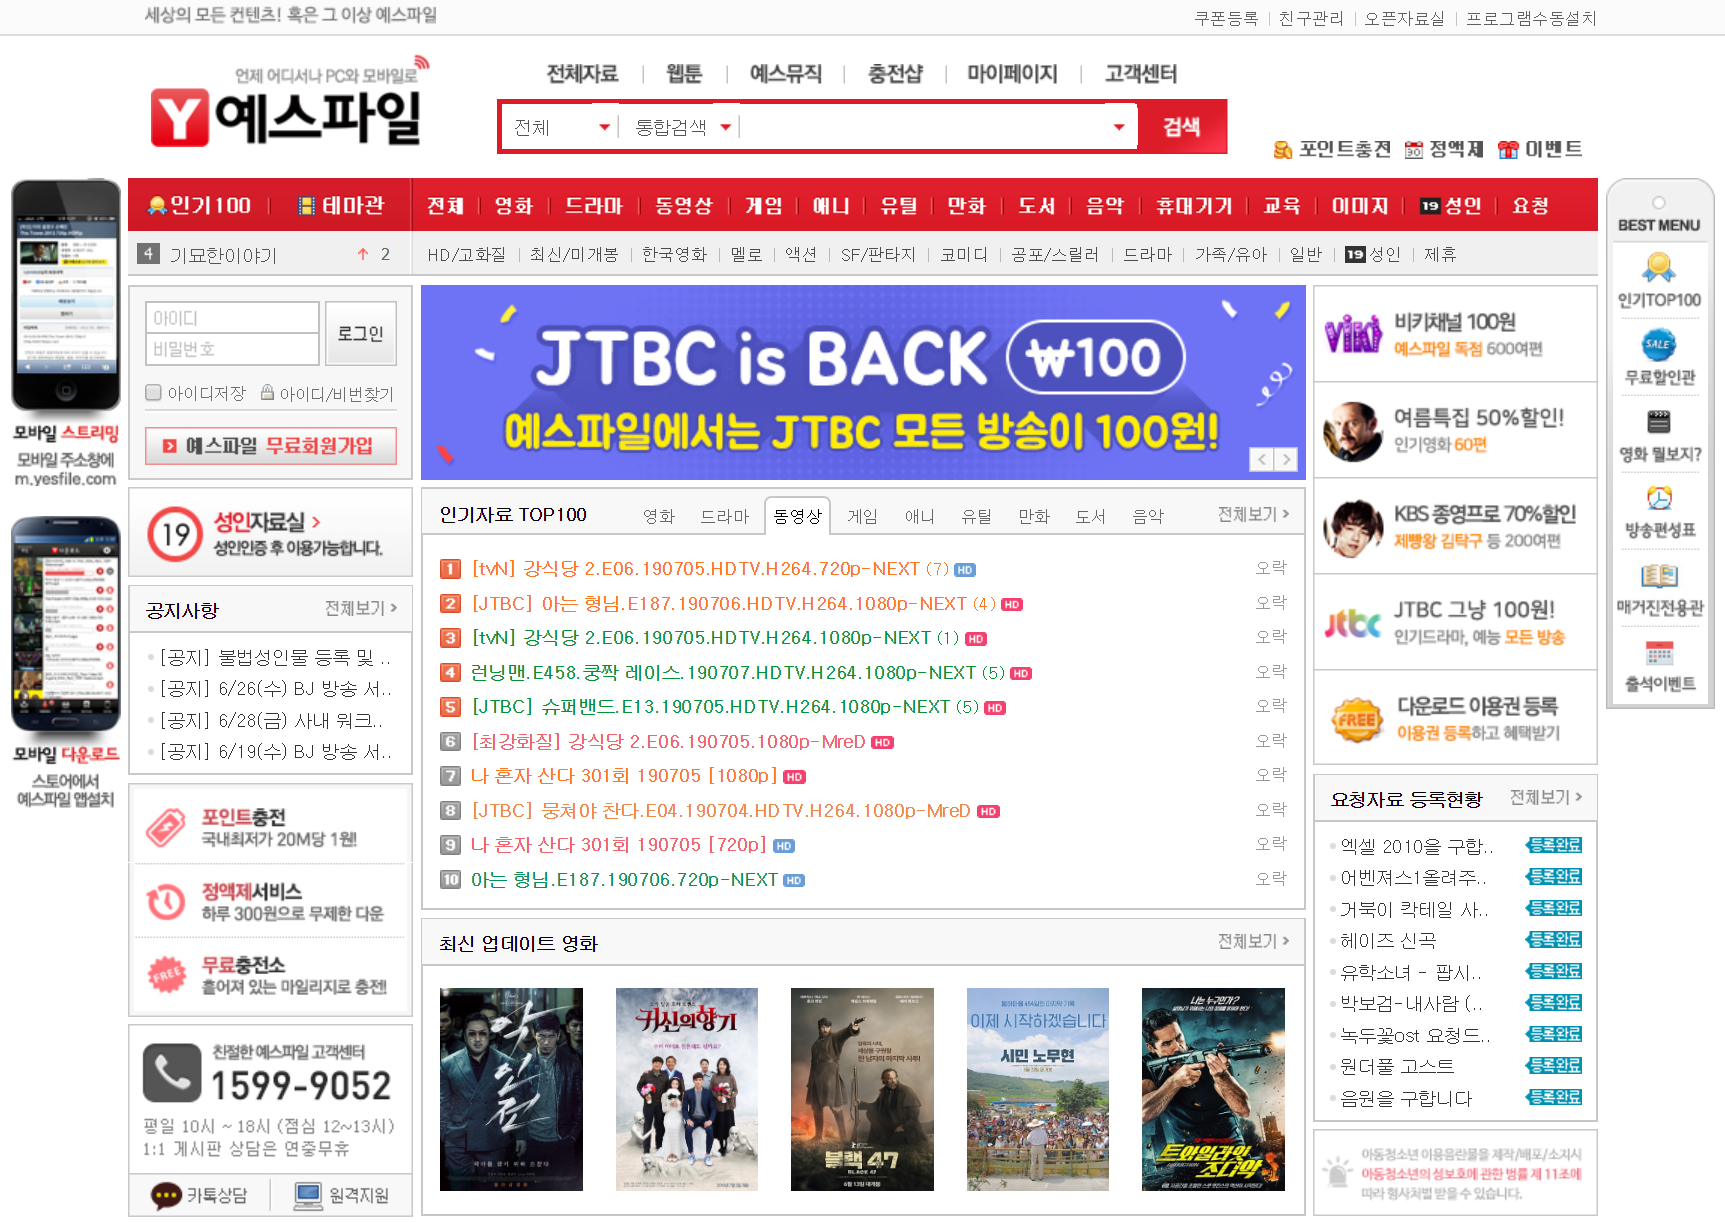 세상의 모든 컨텐츠! 혹은 그 이상 예스파일
쿠폰등록 | 친구관리 | 오픈자료실 | 프로그램수동설치
언제 어디서나 PC와 모바일로
Y 예스파일
전체자료 | 웹툰 | 예스뮤직 | 충전샵 | 마이페이지 | 고객센터
전체 통합검색 검색
포인트충전 정액제 이벤트
인기100 | 테마관
전체 | 영화 | 드라마 | 동영상 | 게임 | 애니 | 유틸 | 만화 | 도서 | 음악 | 휴대기기 | 교육 | 이미지 | 19 성인 | 요청
4 기묘한이야기 ↑ 2
HD/고화질 | 최신/미개봉 | 한국영화 | 멜로 | 액션 | SF/판타지 | 코미디 | 공포/스릴러 | 드라마 | 가족/유아 | 일반 | 19 성인 | 제휴
모바일 스트리밍
모바일 주소창에
m.yesfile.com
다운로드
모바일 다운로드
스토어에서
예스파일 앱설치
아이디
비밀번호
로그인
아이디저장 아이디/비번찾기
예스파일 무료회원가입
19 성인자료실 >
성인인증 후 이용가능합니다.
공지사항 전체보기 >
[공지] 불법성인물 등록 및 ..
[공지] 6/26(수) BJ 방송 서..
[공지] 6/28(금) 사내 워크..
[공지] 6/19(수) BJ 방송 서..
포인트충전
국내최저가 20M당 1원!
정액제서비스
하루 300원으로 무제한 다운
FREE
무료충전소
흩어져 있는 마일리지로 충전!
친절한 예스파일 고객센터
1599-9052
평일 10시 ~ 18시 (점심 12~13시)
1:1 게시판 상담은 연중무휴
카톡상담 | 원격지원
JTBC is BACK ₩100
예스파일에서는 JTBC 모든 방송이 100원!
인기자료 TOP100
영화 드라마 동영상 게임 애니 유틸 만화 도서 음악 전체보기 >
1 [tvN] 강식당 2.E06.190705.HDTV.H264.720p-NEXT (7) HD 오락
2 [JTBC] 아는 형님.E187.190706.HDTV.H264.1080p-NEXT (4) HD 오락
3 [tvN] 강식당 2.E06.190705.HDTV.H264.1080p-NEXT (1) HD 오락
4 런닝맨.E458.쿵짝 레이스.190707.HDTV.H264.1080p-NEXT (5) HD 오락
5 [JTBC] 슈퍼밴드.E13.190705.HDTV.H264.1080p-NEXT (5) HD 오락
6 [최강화질] 강식당 2.E06.190705.1080p-MreD HD 오락
7 나 혼자 산다 301회 190705 [1080p] HD 오락
8 [JTBC] 뭉쳐야 찬다.E04.190704.HDTV.H264.1080p-MreD HD 오락
9 나 혼자 산다 301회 190705 [720p] HD 오락
10 아는 형님.E187.190706.720p-NEXT HD 오락
최신 업데이트 영화 전체보기 >
악인전
귀신의 향기
블랙 47
BLACK 47
6월 13일 대개봉
이제 시작하겠습니다
시민 노무현
나는 누구인가?
트와일라잇 조디악
비키채널 100원
예스파일 독점 600여편
여름특집 50%할인!
인기영화 60편
KBS 종영프로 70%할인
제빵왕 김탁구 등 200여편
jtbc
JTBC 그냥 100원!
인기드라마, 예능 모든 방송
FREE
다운로드 이용권 등록
이용권 등록하고 혜택받기
요청자료 등록현황 전체보기 >
엑셀 2010을 구합.. 등록완료
어벤져스1올려주.. 등록완료
거북이 칵테일 사.. 등록완료
헤이즈 신곡 등록완료
유학소녀 - 팝시.. 등록완료
박보검-내사람 (.. 등록완료
녹두꽃ost 요청드.. 등록완료
원더풀 고스트 등록완료
음원을 구합니다 등록완료
아동청소년 이용음란물을 제작/배포/소지시
아동청소년의 성보호에 관한 법률 제 11조에
따라 형사처벌 받을 수 있습니다.
BEST MENU
인기TOP100
SALE
무료할인관
영화 뭘보지?
방송편성표
매거진전용관
출석이벤트